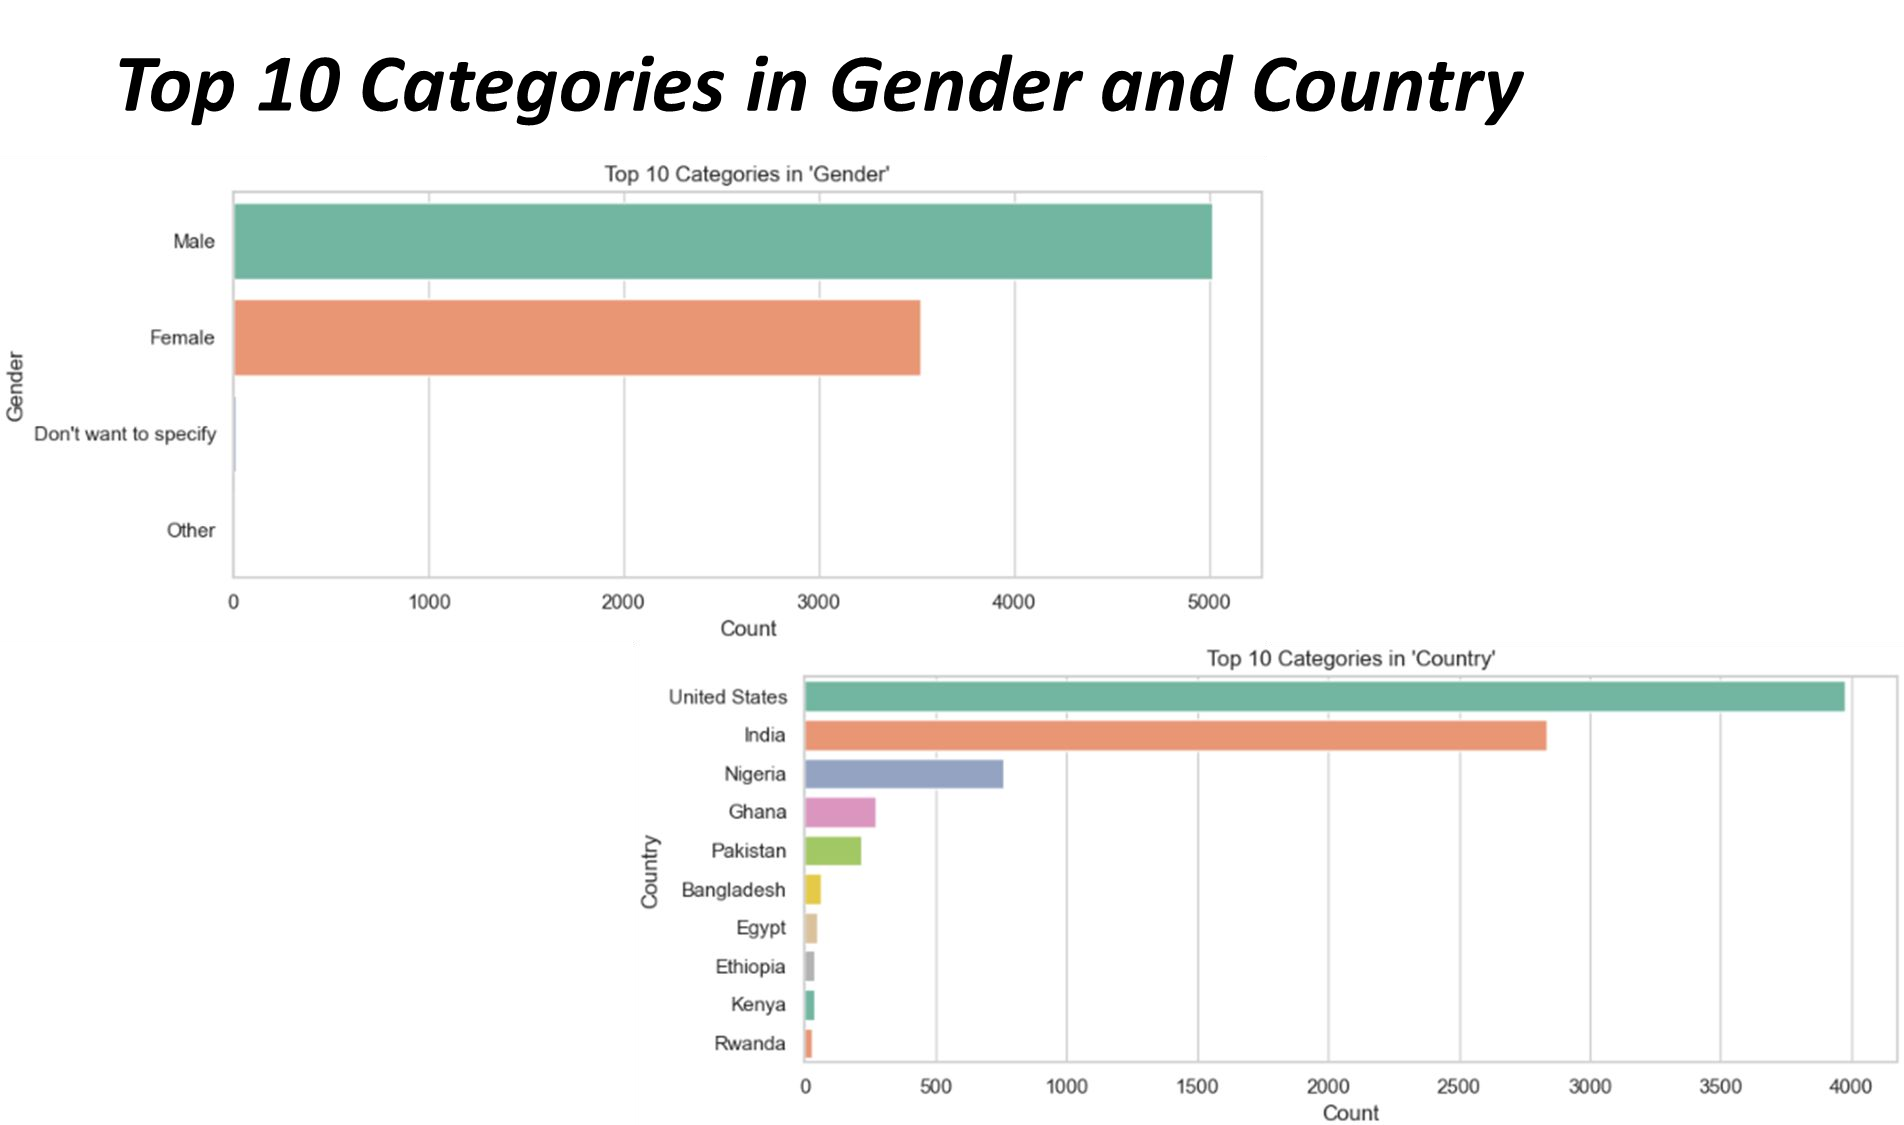 Top 10 Categories in Gender and Country
Top 10 Categories in 'Gender'
Gender
Male
Female
Don't want to specify
Other
0 1000 2000 3000 4000 5000
Count
Top 10 Categories in 'Country'
Country
United States
India
Nigeria
Ghana
Pakistan
Bangladesh
Egypt
Ethiopia
Kenya
Rwanda
0 500 1000 1500 2000 2500 3000 3500 4000
Count